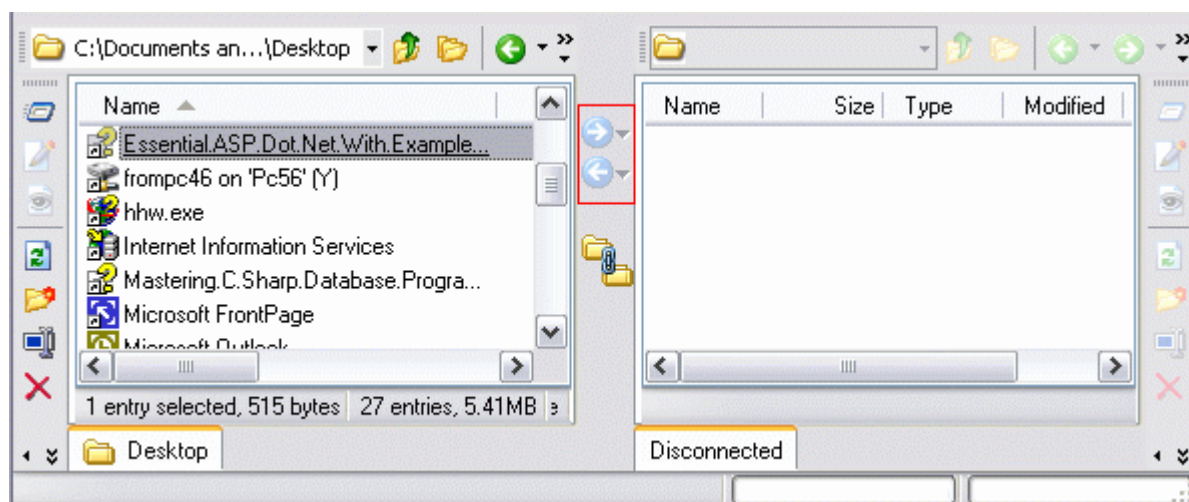 C:\Documents an...\Desktop
Name
Essential.ASP.Dot.Net.With.Example...
frompc46 on 'Pc56' (Y)
hhw.exe
Internet Information Services
Mastering.C.Sharp.Database.Progra...
Microsoft FrontPage
Microsoft Outlook
1 entry selected, 515 bytes 27 entries, 5.41MB
Desktop
Name Size Type Modified
Disconnected